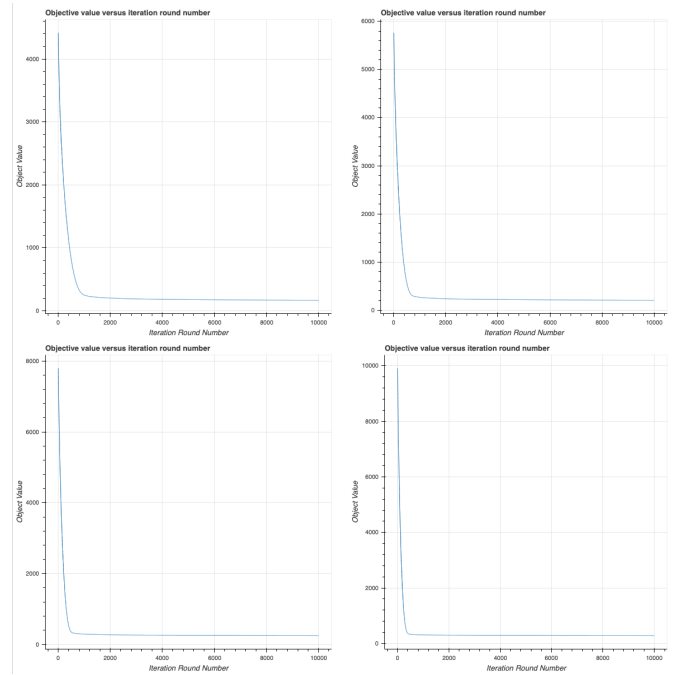 Objective value versus iteration round number
4000
3000
2000
1000
0
Object Value
0 2000 4000 6000 8000 10000
Iteration Round Number
Objective value versus iteration round number
6000
5000
4000
3000
2000
1000
0
Object Value
0 2000 4000 6000 8000 10000
Iteration Round Number
Objective value versus iteration round number
8000
6000
4000
2000
0
Object Value
0 2000 4000 6000 8000 10000
Iteration Round Number
Objective value versus iteration round number
10000
8000
6000
4000
2000
0
Object Value
0 2000 4000 6000 8000 10000
Iteration Round Number